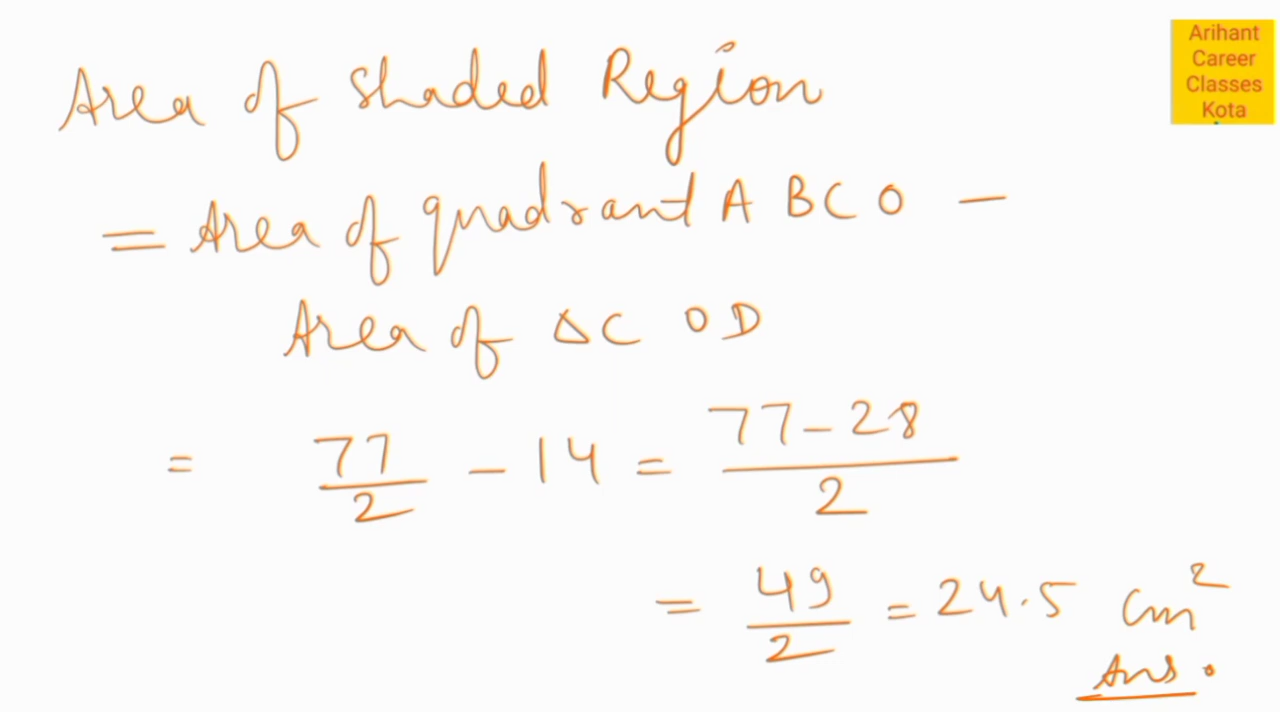 Arihant
Career
Classes
Kota
Area of Shaded Region
= Area of quadrant ABCO -
Area of ΔCOD
= 77/2 - 14 = 77-28/2
= 49/2 = 24.5 cm²
Ans.